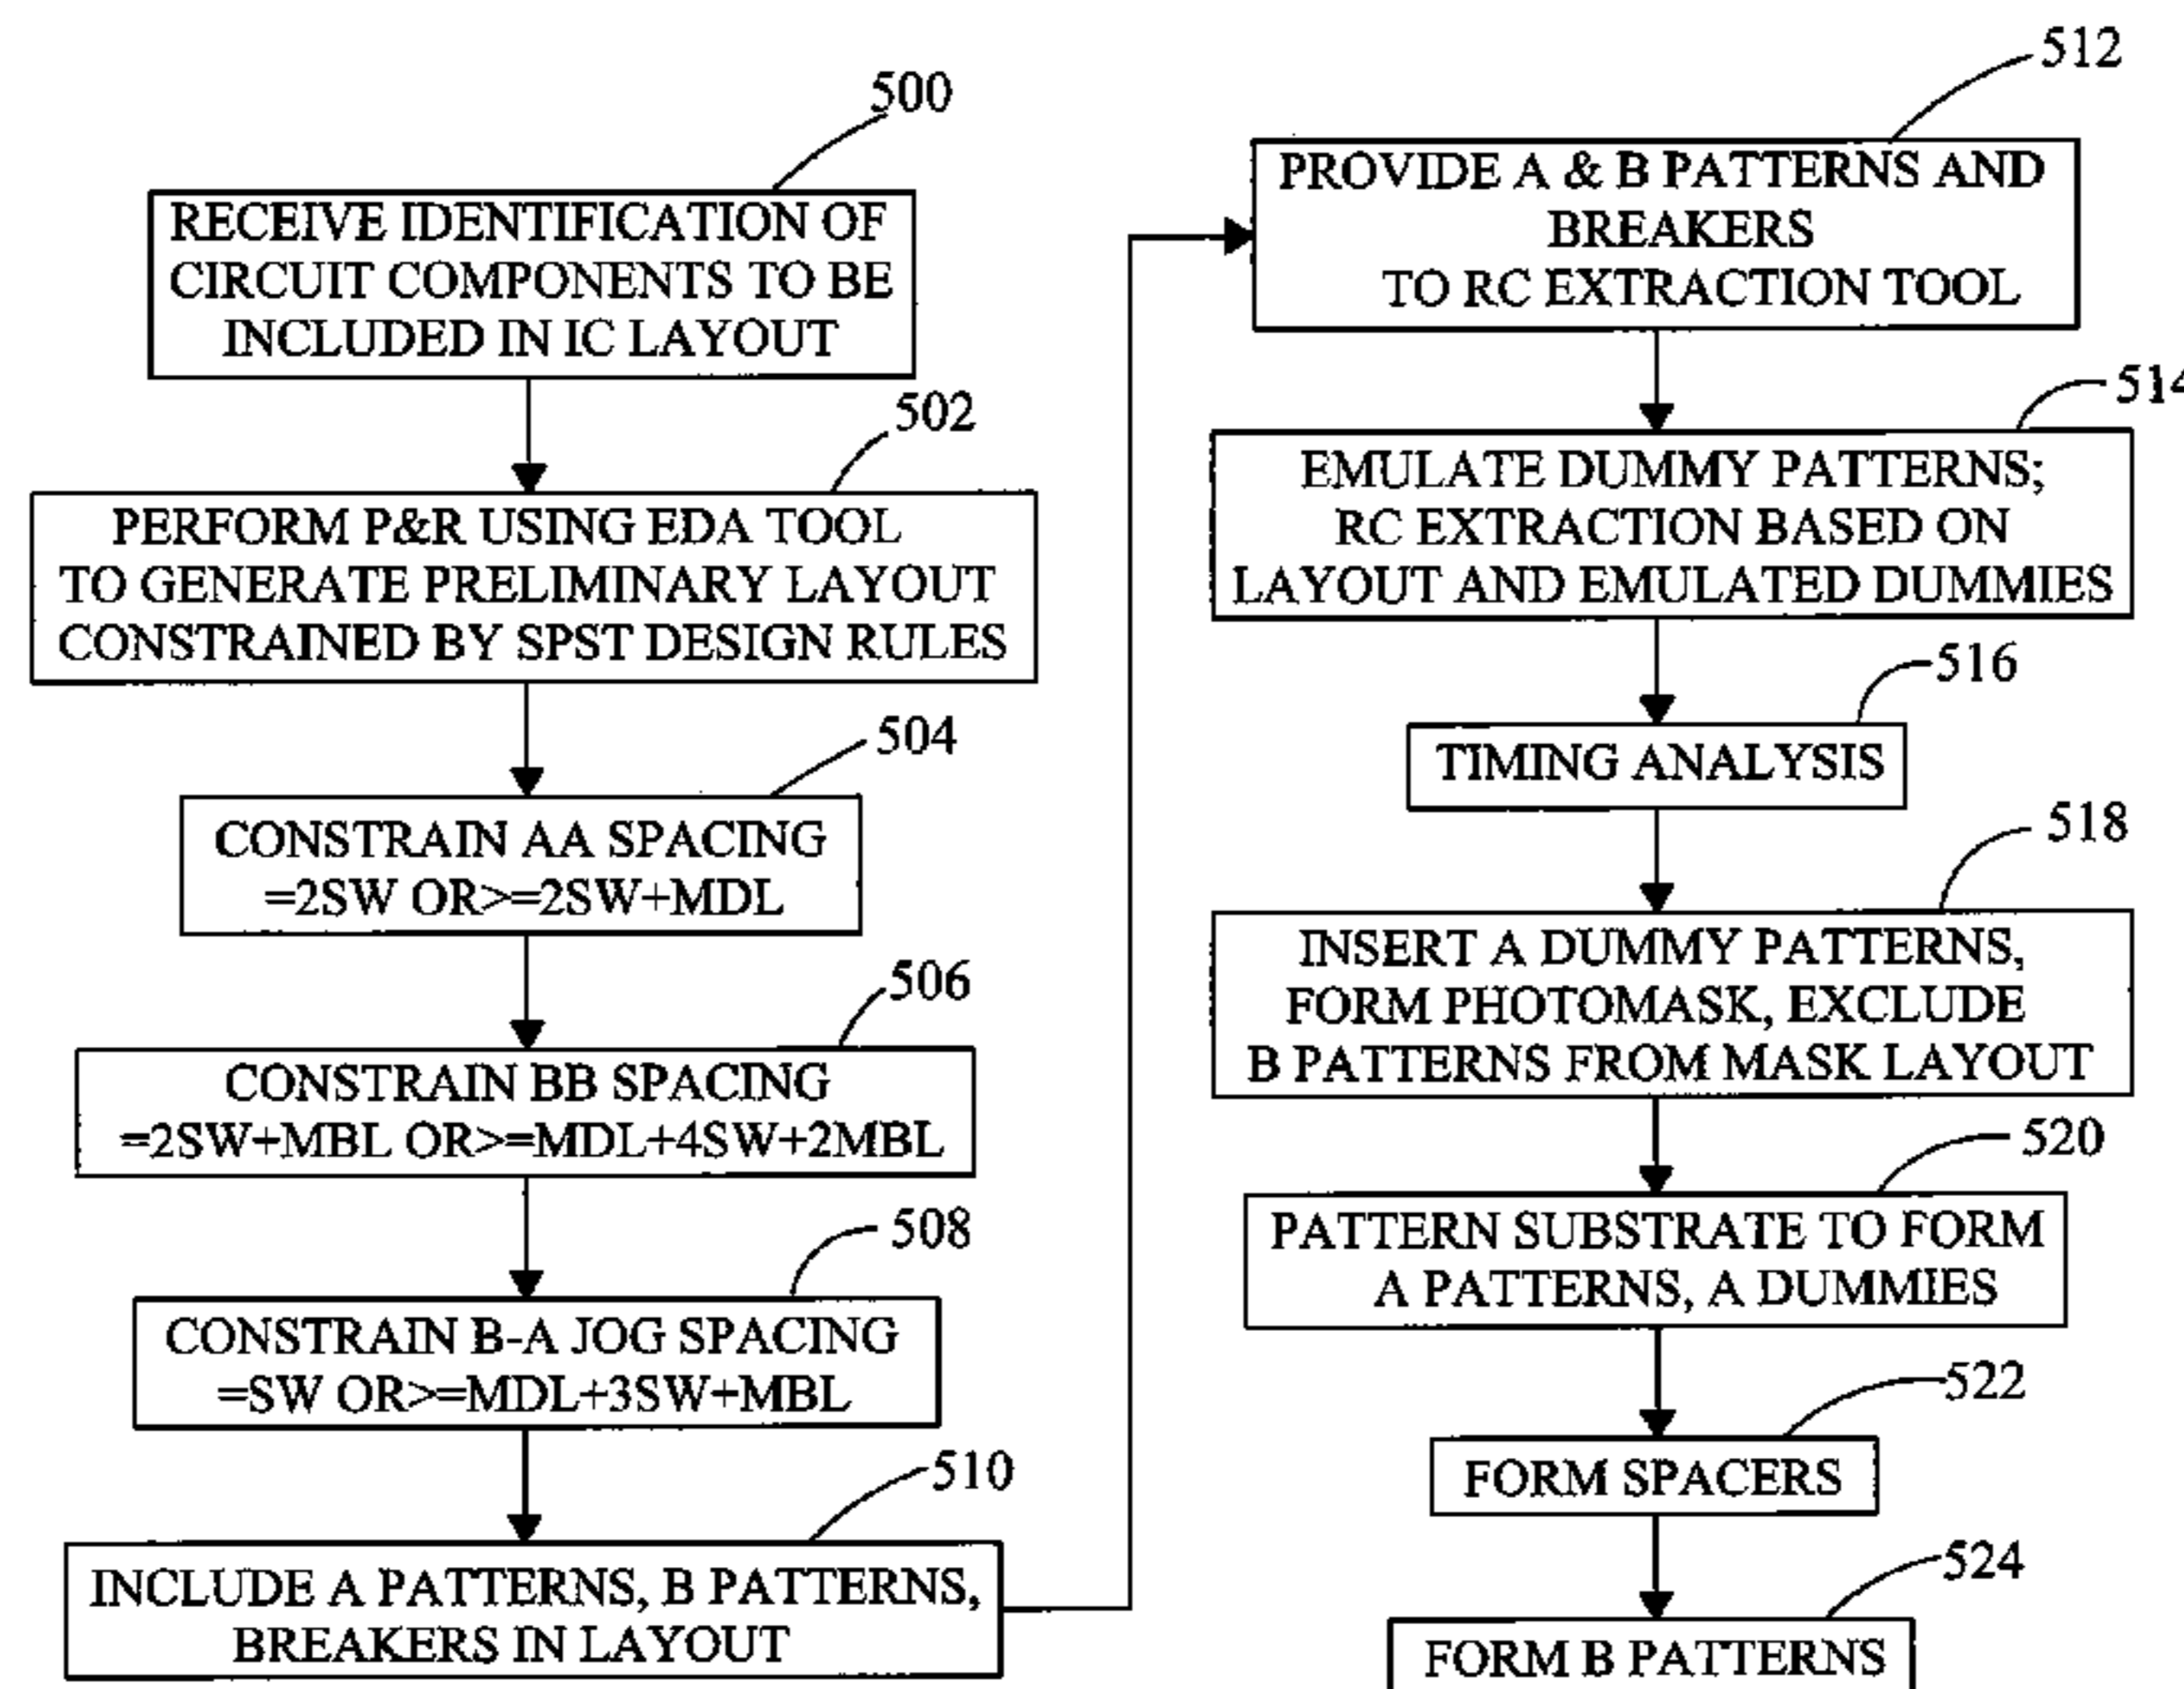 500
RECEIVE IDENTIFICATION OF
CIRCUIT COMPONENTS TO BE
INCLUDED IN IC LAYOUT
502
PERFORM P&R USING EDA TOOL
TO GENERATE PRELIMINARY LAYOUT
CONSTRAINED BY SPST DESIGN RULES
504
CONSTRAIN AA SPACING
=2SW OR>=2SW+MDL
506
CONSTRAIN BB SPACING
=2SW+MBL OR>=MDL+4SW+2MBL
508
CONSTRAIN B-A JOG SPACING
=SW OR>=MDL+3SW+MBL
510
INCLUDE A PATTERNS, B PATTERNS,
BREAKERS IN LAYOUT
512
PROVIDE A & B PATTERNS AND
BREAKERS
TO RC EXTRACTION TOOL
514
EMULATE DUMMY PATTERNS;
RC EXTRACTION BASED ON
LAYOUT AND EMULATED DUMMIES
516
TIMING ANALYSIS
518
INSERT A DUMMY PATTERNS,
FORM PHOTOMASK, EXCLUDE
B PATTERNS FROM MASK LAYOUT
520
PATTERN SUBSTRATE TO FORM
A PATTERNS, A DUMMIES
522
FORM SPACERS
524
FORM B PATTERNS